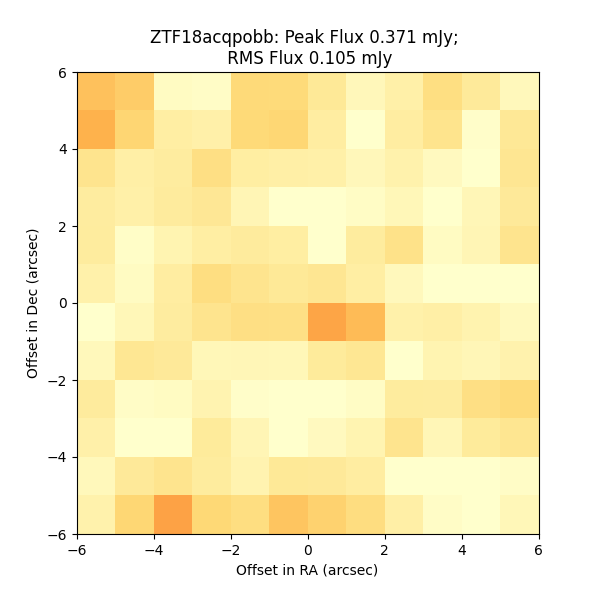 ZTF18acqpobb: Peak Flux 0.371 mJy;
RMS Flux 0.105 mJy
6
4
2
0
−2
−4
−6
Offset in Dec (arcsec)
−6 −4 −2 0 2 4 6
Offset in RA (arcsec)